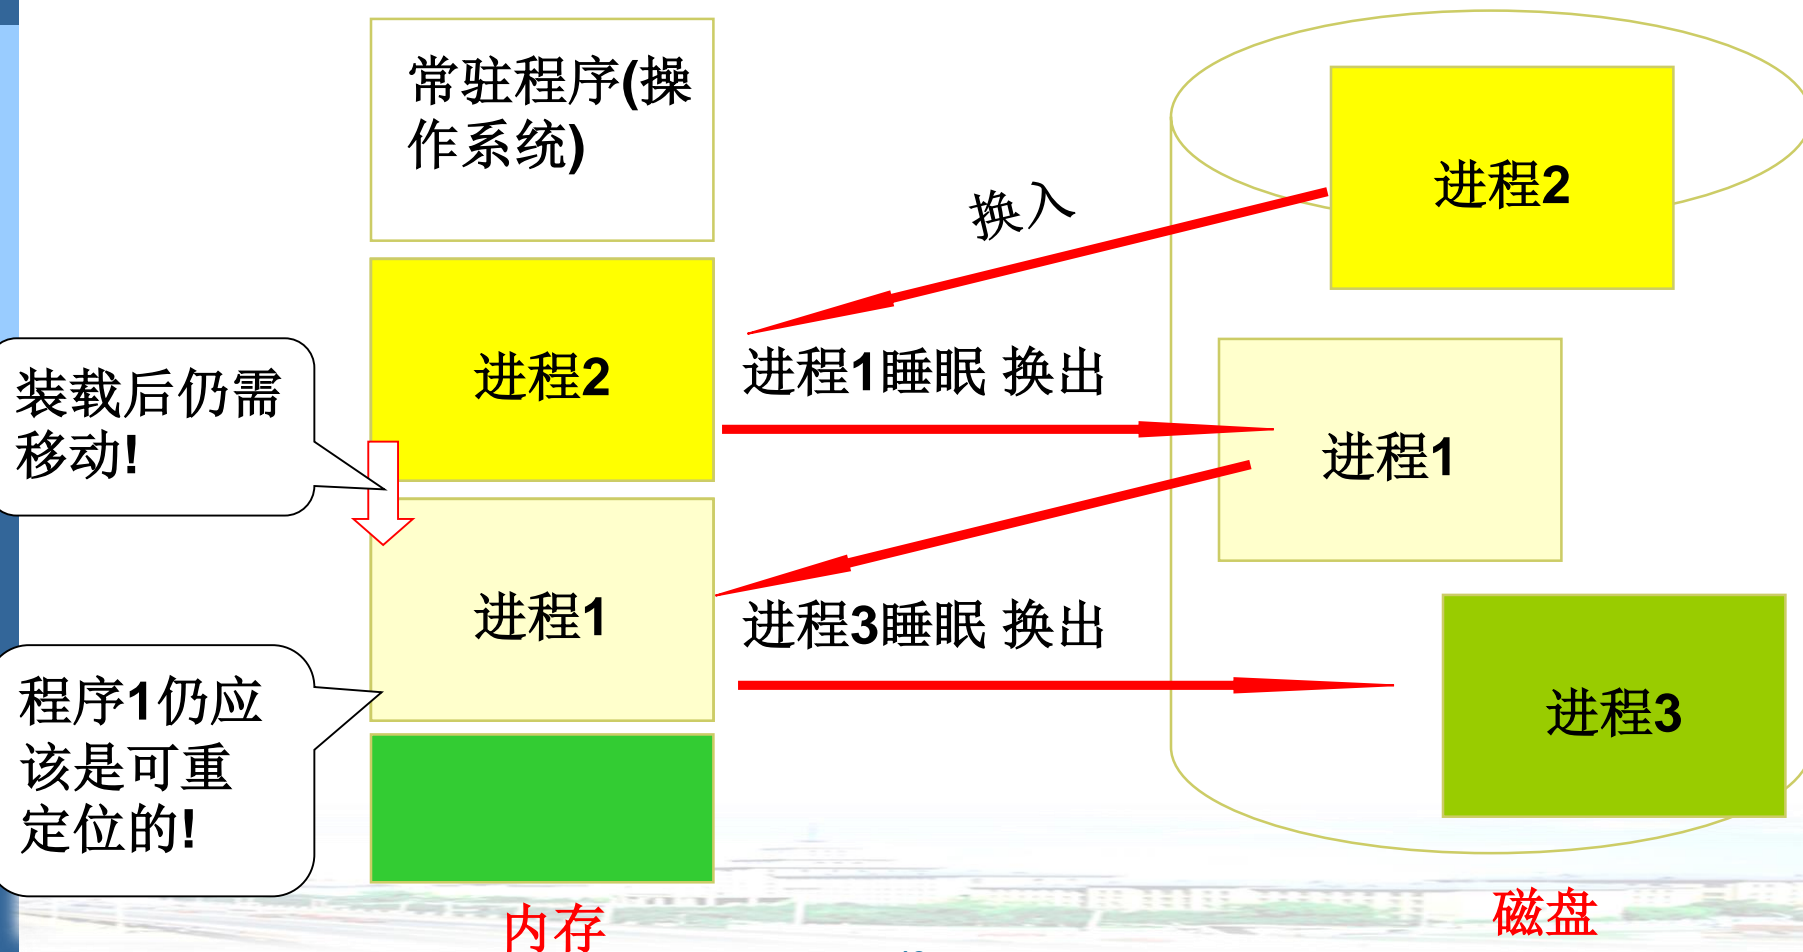 常驻程序(操
作系统)
进程2
换入
进程2
进程1睡眠 换出
装载后仍需
移动!
进程1
进程1
进程3睡眠 换出
程序1仍应
该是可重
定位的!
进程3
内存
磁盘